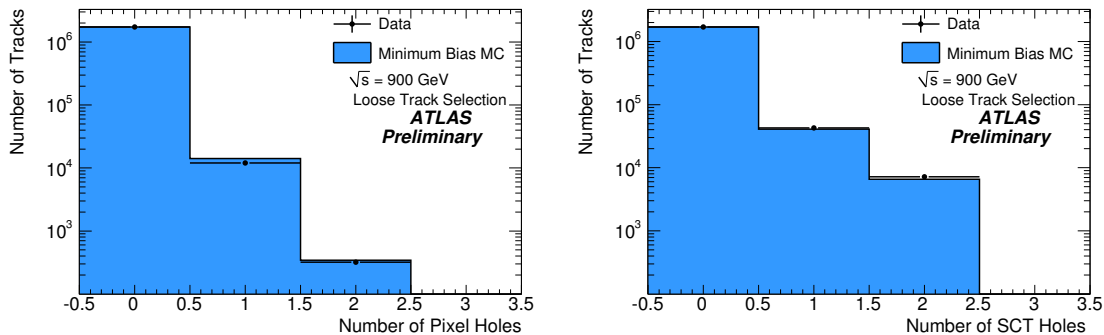 Number of Tracks
10^6
10^5
10^4
10^3
Data
Minimum Bias MC
√s = 900 GeV
Loose Track Selection
ATLAS
Preliminary
-0.5 0 0.5 1 1.5 2 2.5 3 3.5
Number of Pixel Holes
Number of Tracks
10^6
10^5
10^4
10^3
Data
Minimum Bias MC
√s = 900 GeV
Loose Track Selection
ATLAS
Preliminary
-0.5 0 0.5 1 1.5 2 2.5 3 3.5
Number of SCT Holes